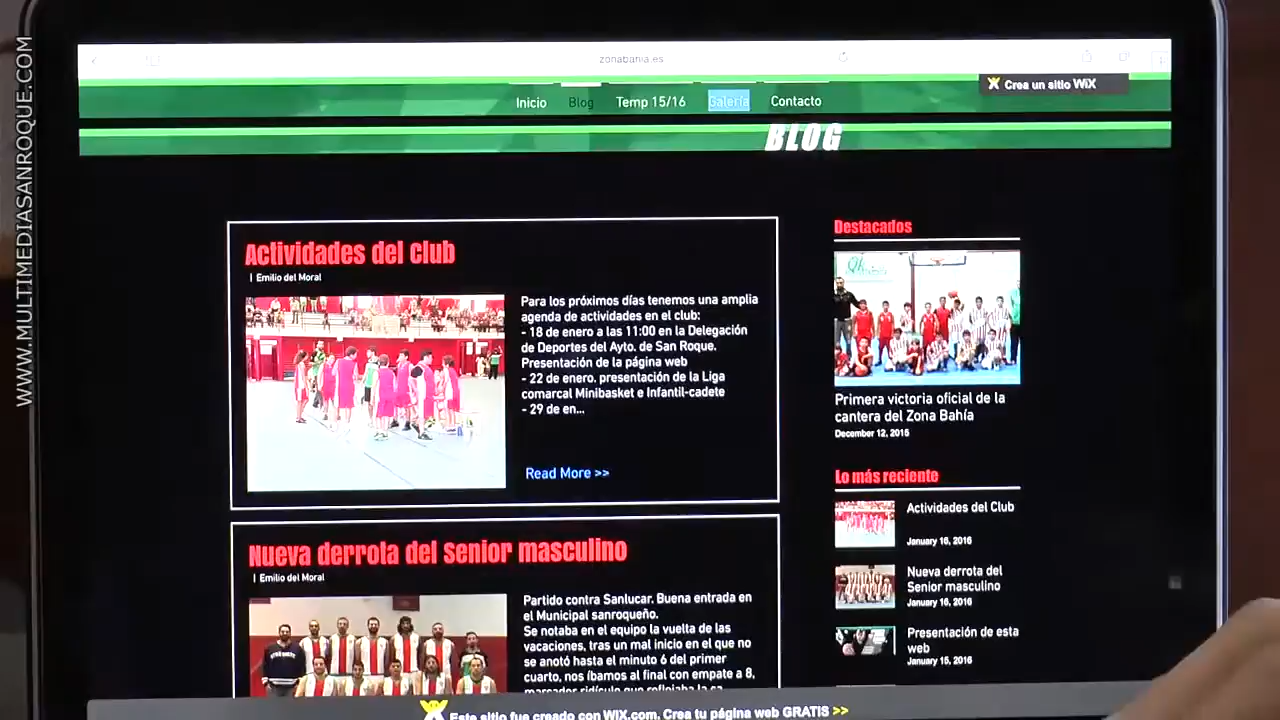 WWW.MULTIMEDIASANROQUE.COM
zonabahia.es
Crea un sitio WiX
Inicio Blog Temp 15/16 Galería Contacto
BLOG
Actividades del Club
| Emilio del Moral
Para los próximos días tenemos una amplia
agenda de actividades en el club:
- 18 de enero a las 11:00 en la Delegación
de Deportes del Ayto. de San Roque.
Presentación de la página web
- 22 de enero. presentación de la Liga
comarcal Minibasket e Infantil-cadete
- 29 de en...
Read More >>
Nueva derrota del Senior masculino
| Emilio del Moral
Partido contra Sanlucar. Buena entrada en
el Municipal sanroqueño.
Se notaba en el equipo la vuelta de las
vacaciones, tras un mal inicio en el que no
se anotó hasta el minuto 6 del primer
cuarto, nos íbamos al final con empate a 8,
marcador ridículo que reflejaba la
Destacados
Primera victoria oficial de la
cantera del Zona Bahía
December 12, 2015
Lo más reciente
Actividades del Club
January 16, 2016
Nueva derrota del
Senior masculino
January 16, 2016
Presentación de esta
web
January 15, 2016
Este sitio fue creado con WIX.com. Crea tu página web GRATIS >>